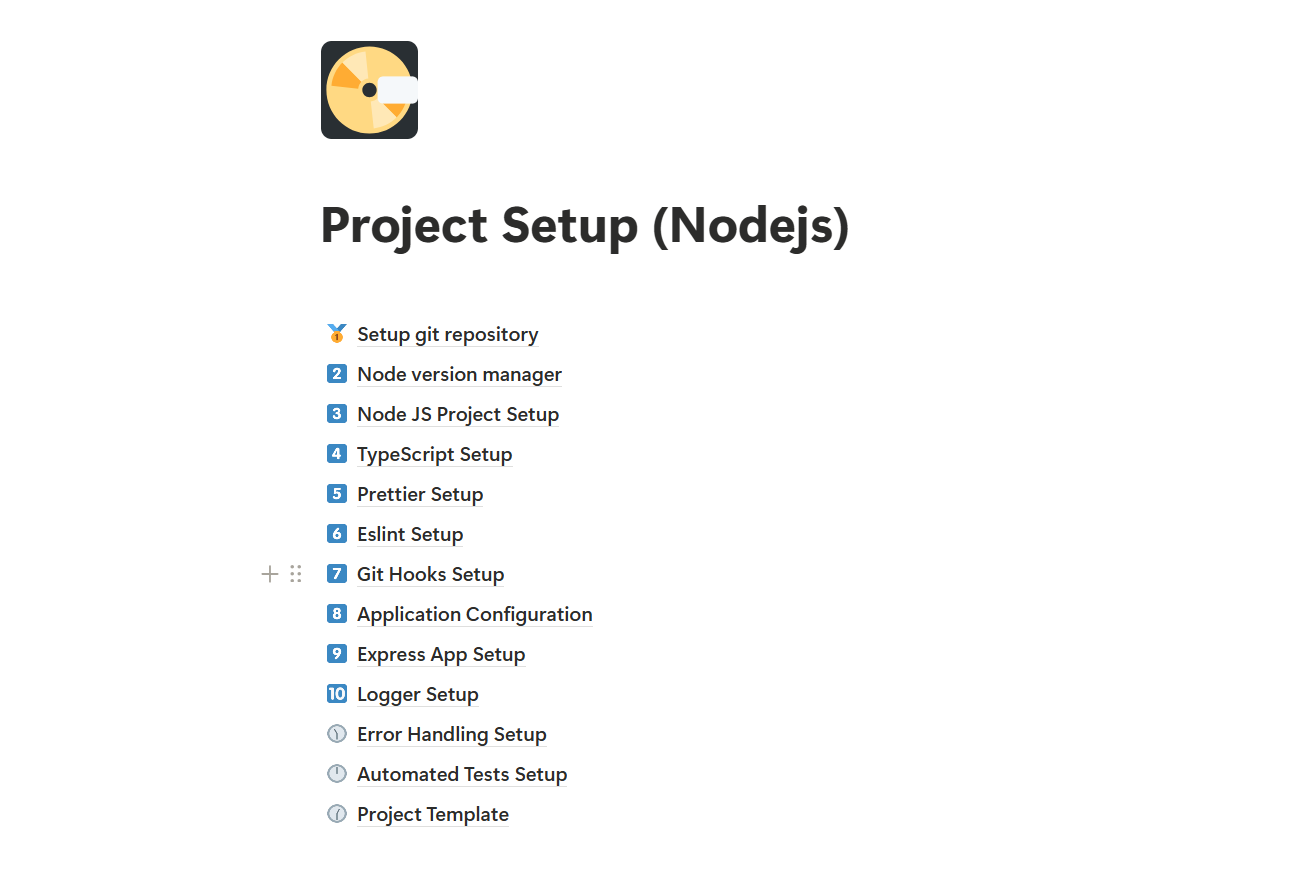 Project Setup (Nodejs)
1 Setup git repository
2 Node version manager
3 Node JS Project Setup
4 TypeScript Setup
5 Prettier Setup
6 Eslint Setup
7 Git Hooks Setup
8 Application Configuration
9 Express App Setup
10 Logger Setup
Error Handling Setup
Automated Tests Setup
Project Template